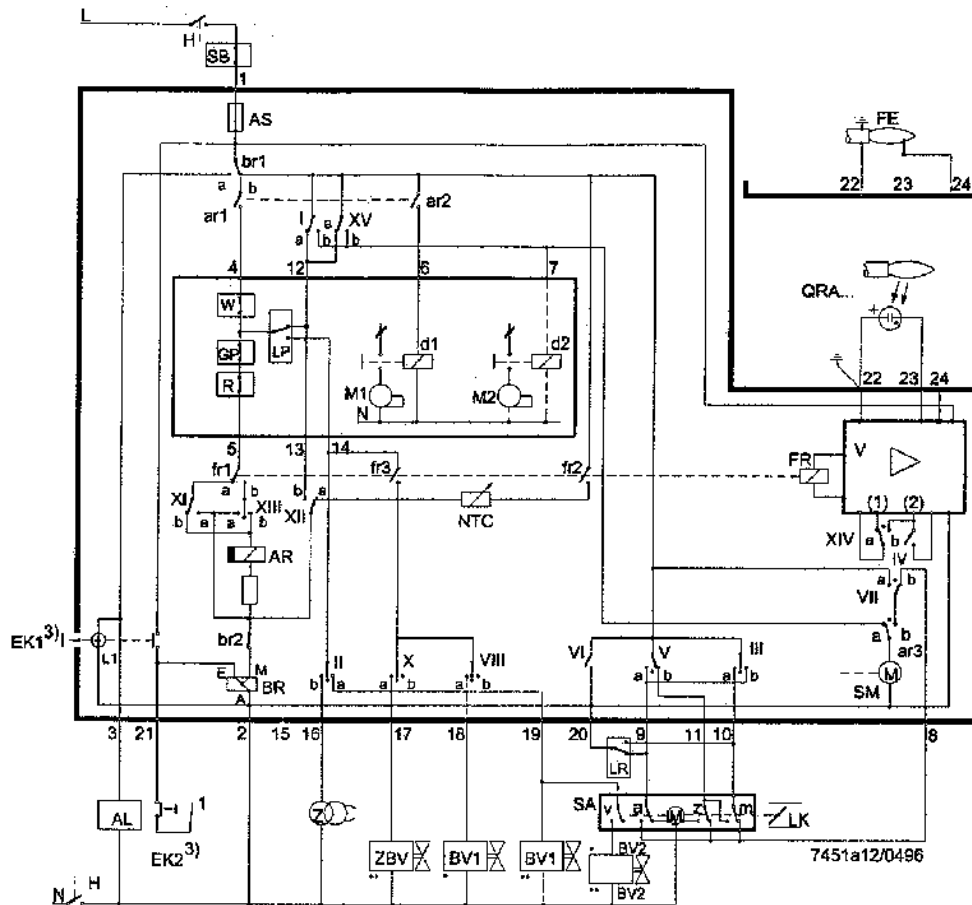 L
H
SB
1
AS
FE
br1
22 23 24
a b
ar1 I a XV ar2
a b b
4 12 6 7
QRA...
+
W
GP LP d1 d2
R M1 M2
N
22 23 24
5 13 14
V
fr1 fr3 fr2 FR
a b b a
XI XIII XII
b a a b
NTC
(1) (2)
XIV a b IV
AR
a b
VII
br2
a b
ar3
EK1 3) L1
E M
BR
A
II X VIII
b a a b a b
VI V III
a b a b
M
SM
3 21 2 15 16 17 18 19 20 9 11 10 8
LR
SA v a M z m
LK
AL 1
Z
EK2 3)
ZBV BV1 BV1 BV2
BV2
7451a12/0496
N H